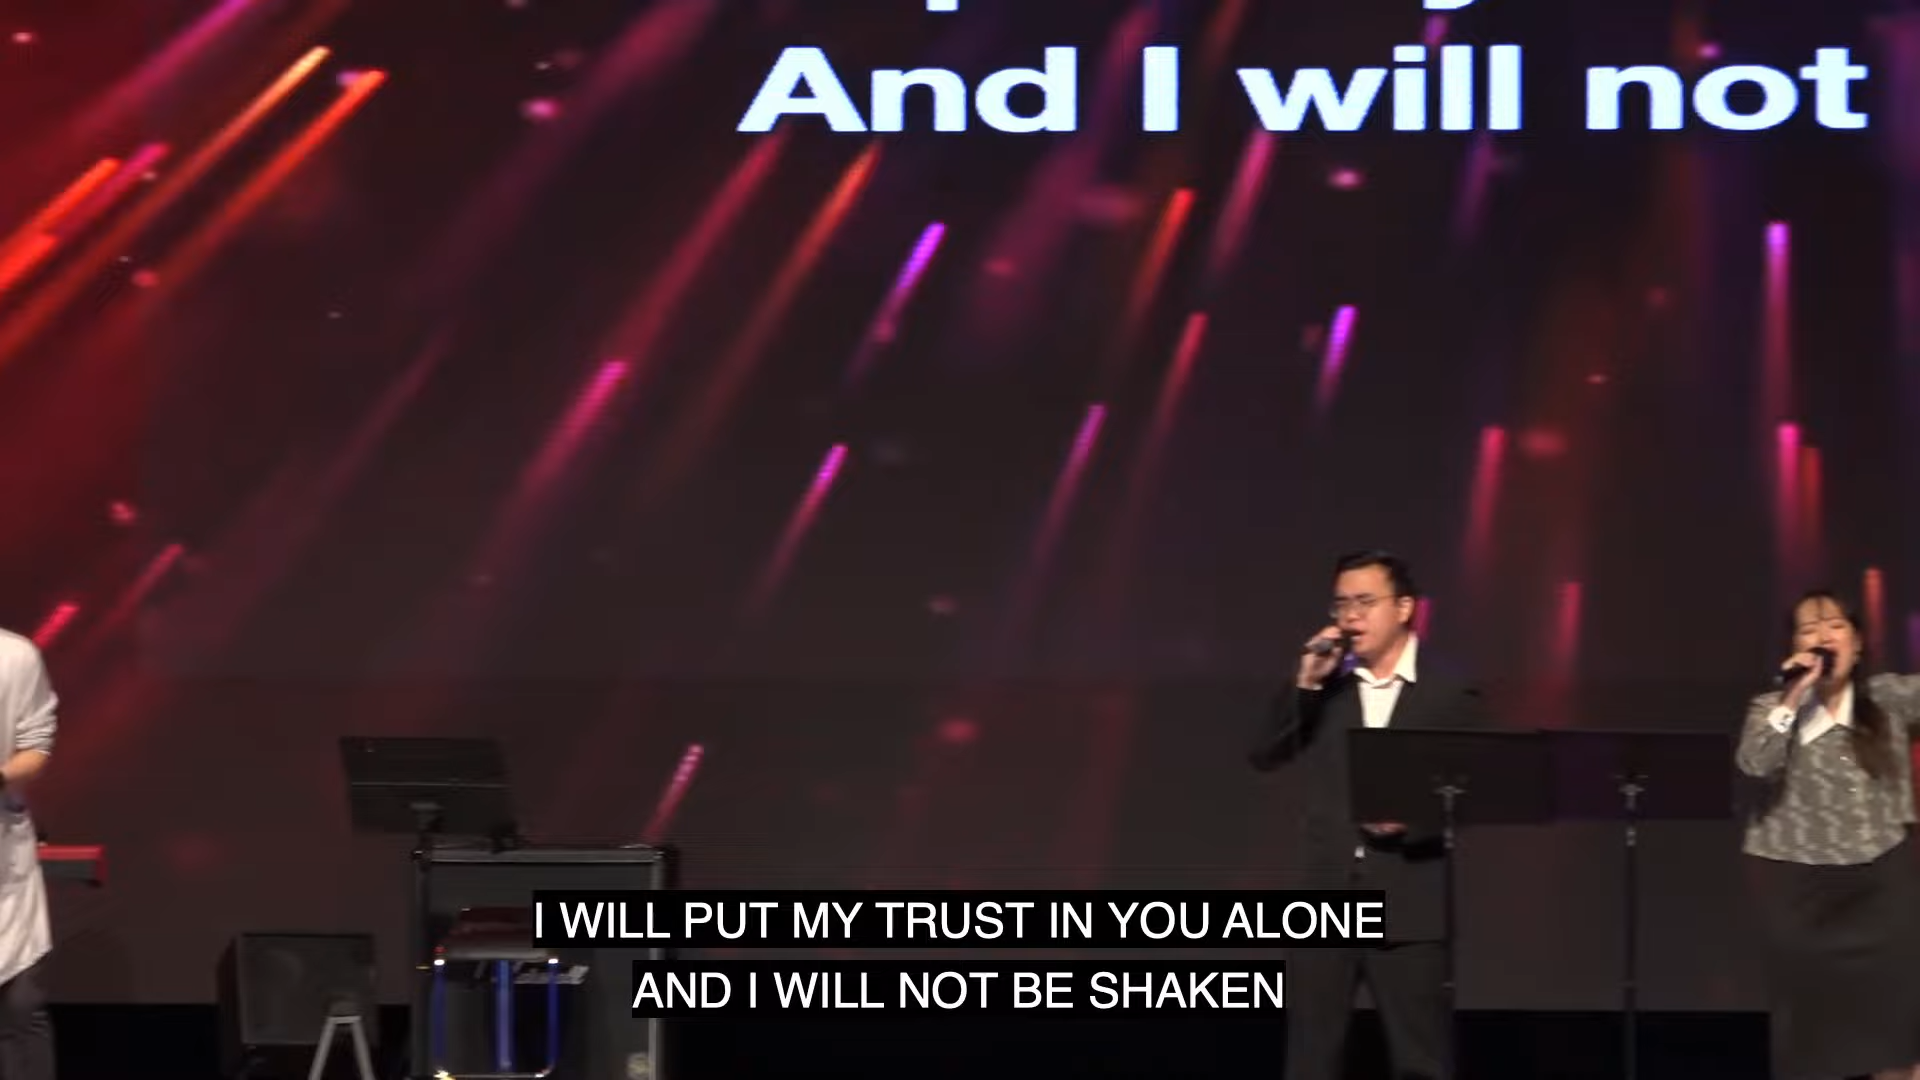 And I will not
I WILL PUT MY TRUST IN YOU ALONE
AND I WILL NOT BE SHAKEN